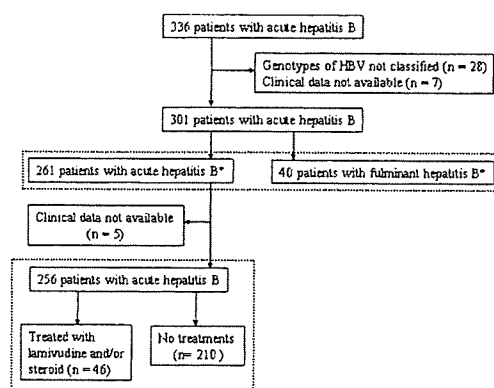 336 patients with acute hepatitis B
Genotypes of HBV not classified (n = 28)
Clinical data not available (n = 7)
301 patients with acute hepatitis B
261 patients with acute hepatitis B*
40 patients with fulminant hepatitis B*
Clinical data not available
(n = 5)
256 patients with acute hepatitis B
Treated with
lamivudine and/or
steroid (n = 46)
No treatments
(n= 210 )